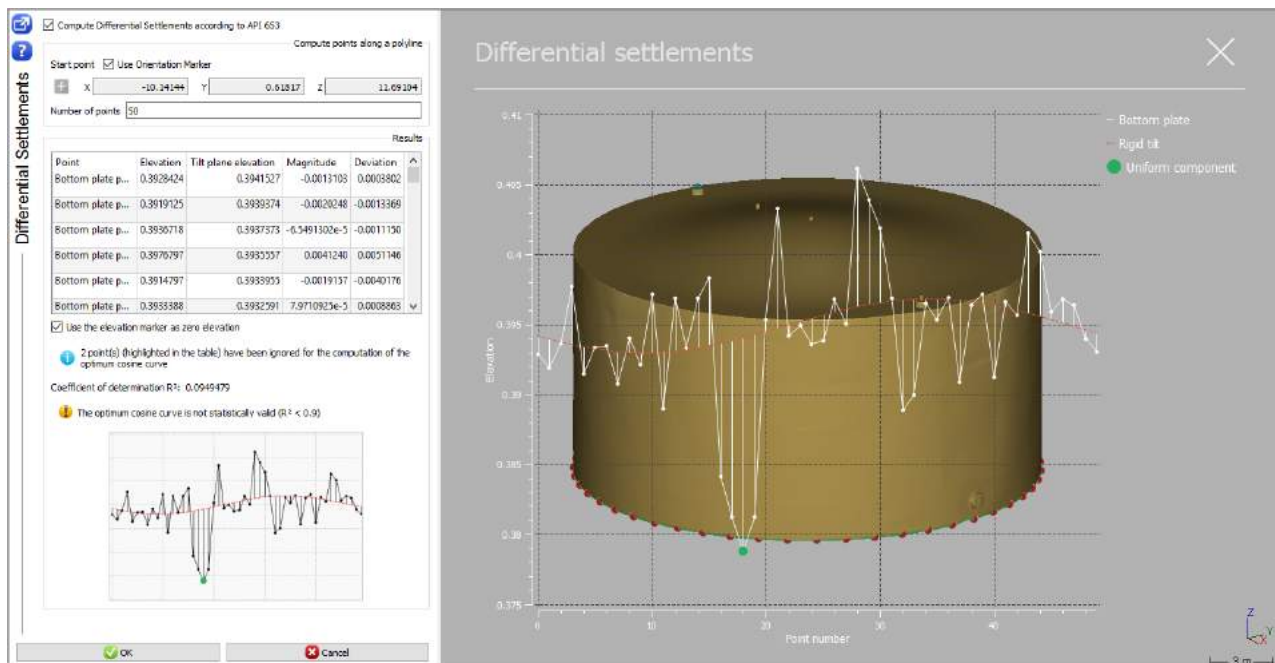 Differential Settlements
Compute Differential Settlements according to API 653
Compute points along a polyline
Start point Use Orientation Marker
X -10.14144 Y 0.61817 Z 11.69104
Number of points 50
Results
Point Elevation Tilt plane elevation Magnitude Deviation
Bottom plate p... 0.3928424 0.3941527 -0.0013103 0.0003802
Bottom plate p... 0.3919125 0.3939374 -0.0020248 -0.0013369
Bottom plate p... 0.3936718 0.3937373 -6.5491302e-5 -0.0011150
Bottom plate p... 0.3976797 0.3935557 0.0041240 0.0051146
Bottom plate p... 0.3914797 0.3933955 -0.0019157 -0.0040176
Bottom plate p... 0.3933388 0.3932591 7.9710925e-5 0.0008863
Use the elevation marker as zero elevation
2 point(s) (highlighted in the table) have been ignored for the computation of the
optimum cosine curve
Coefficient of determination R²: 0.0949479
The optimum cosine curve is not statistically valid (R² < 0.9)
OK Cancel
Differential settlements
Bottom plate
Rigid tilt
Uniform component
0.41
0.405
0.4
0.395
0.39
0.385
0.38
0.375
Elevation
0 10 20 30 40
Point number
Z
Y
X
3 m